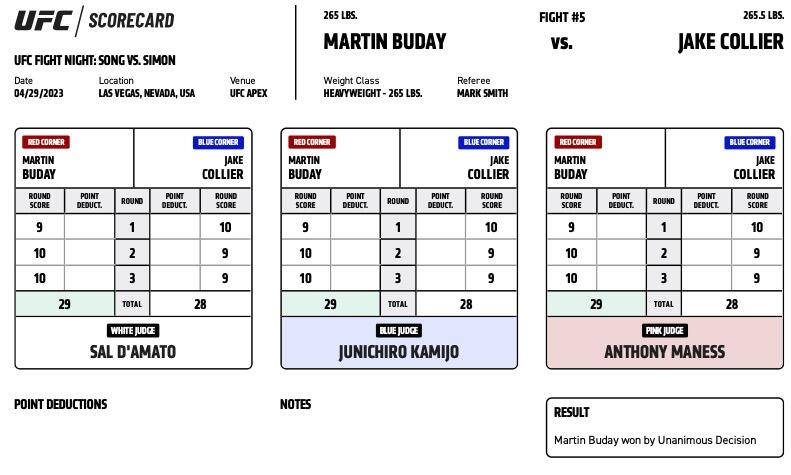 UFC / SCORECARD
UFC FIGHT NIGHT: SONG VS. SIMON
Date Location Venue
04/29/2023 LAS VEGAS, NEVADA, USA UFC APEX
265 LBS. FIGHT #5 265.5 LBS.
MARTIN BUDAY VS. JAKE COLLIER
Weight Class Referee
HEAVYWEIGHT - 265 LBS. MARK SMITH
RED CORNER BLUE CORNER
MARTIN JAKE
BUDAY COLLIER
ROUND SCORE POINT DEDUCT. ROUND POINT DEDUCT. ROUND SCORE
9 1 10
10 2 9
10 3 9
29 TOTAL 28
WHITE JUDGE
SAL D'AMATO
RED CORNER BLUE CORNER
MARTIN JAKE
BUDAY COLLIER
ROUND SCORE POINT DEDUCT. ROUND POINT DEDUCT. ROUND SCORE
9 1 10
10 2 9
10 3 9
29 TOTAL 28
BLUE JUDGE
JUNICHIRO KAMIJO
RED CORNER BLUE CORNER
MARTIN JAKE
BUDAY COLLIER
ROUND SCORE POINT DEDUCT. ROUND POINT DEDUCT. ROUND SCORE
9 1 10
10 2 9
10 3 9
29 TOTAL 28
PINK JUDGE
ANTHONY MANESS
POINT DEDUCTIONS
NOTES
RESULT
Martin Buday won by Unanimous Decision